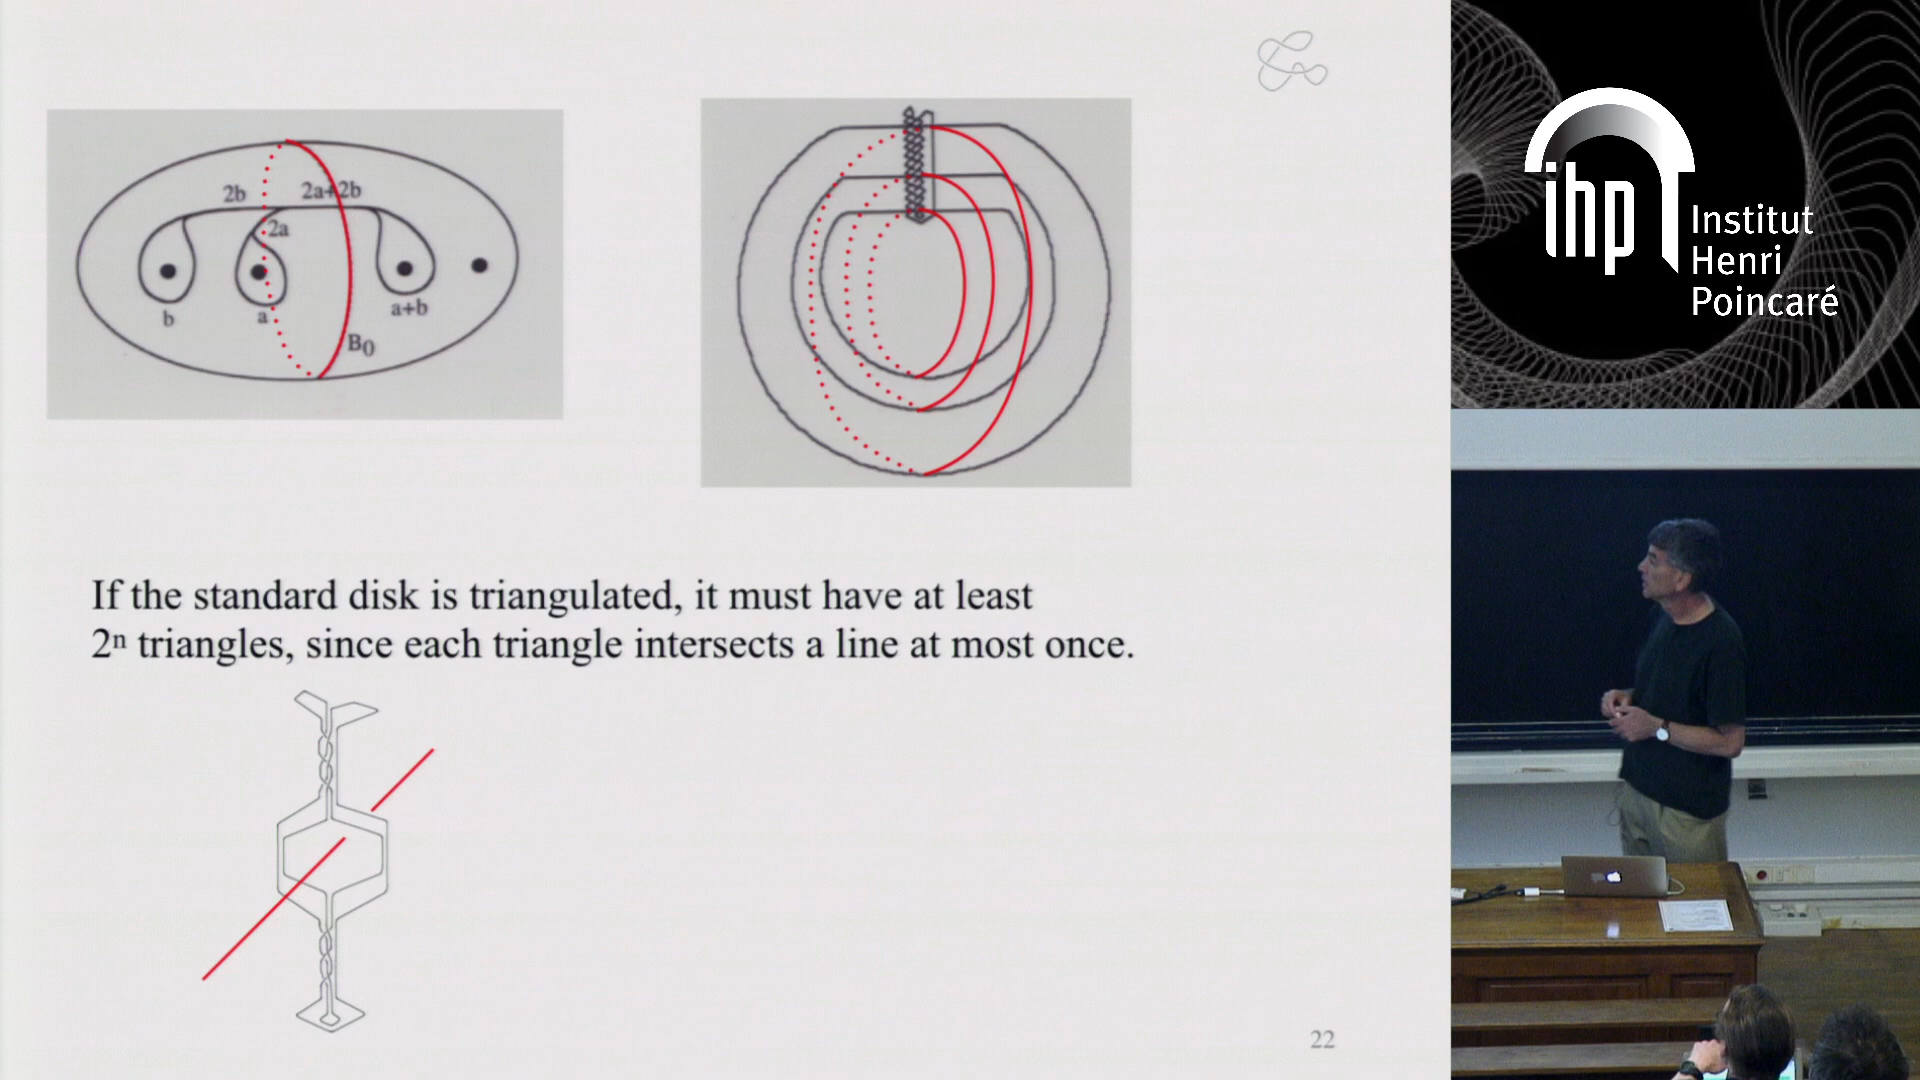 2b
2a+2b
2a
b
a
a+b
B₀
If the standard disk is triangulated, it must have at least
2ⁿ triangles, since each triangle intersects a line at most once.
22
ihp
Institut
Henri
Poincaré